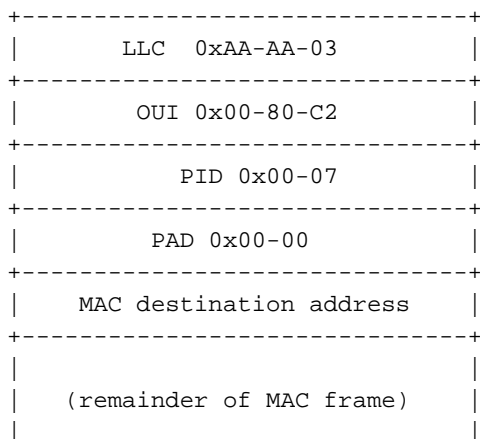 LLC 0xAA-AA-03
OUI 0x00-80-C2
PID 0x00-07
PAD 0x00-00
MAC destination address
(remainder of MAC frame)